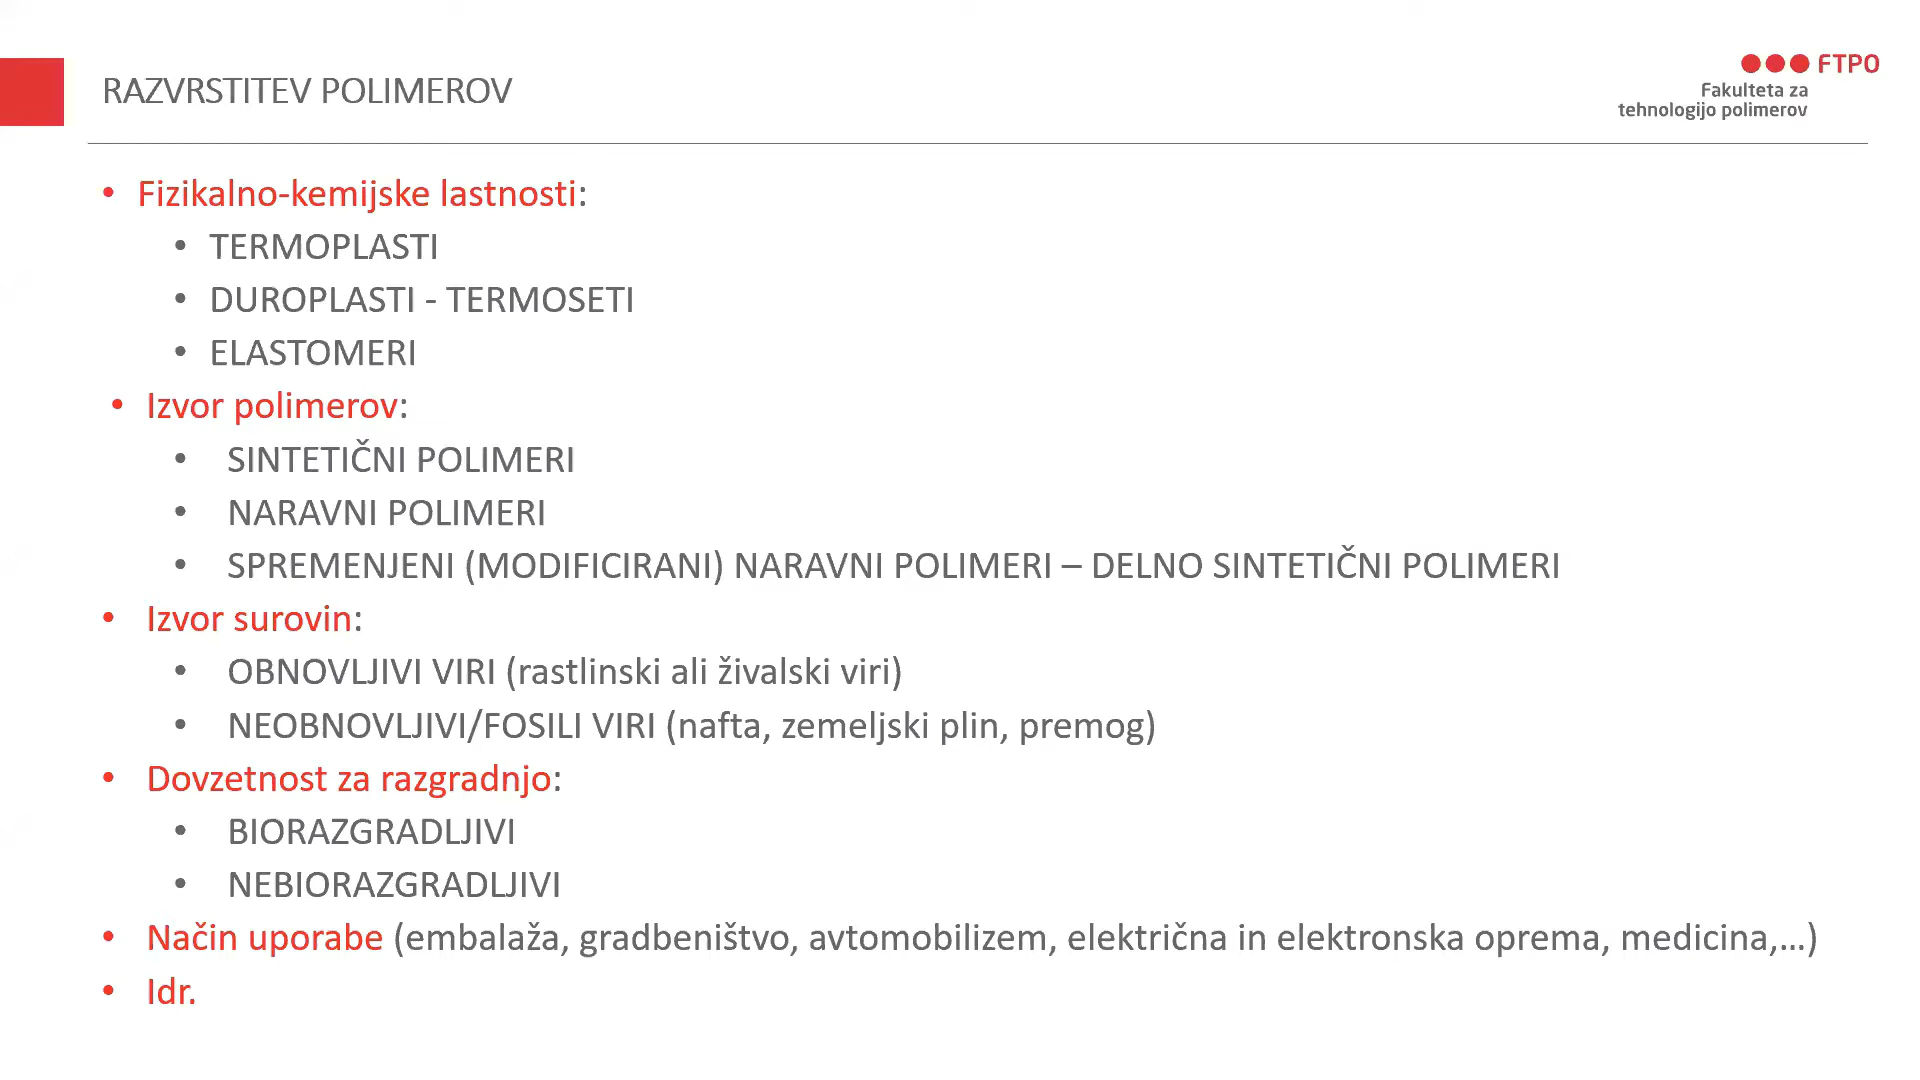 RAZVRSTITEV POLIMEROV
FTPO
Fakulteta za
tehnologijo polimerov
• Fizikalno-kemijske lastnosti:
• TERMOPLASTI
• DUROPLASTI - TERMOSETI
• ELASTOMERI
• Izvor polimerov:
• SINTETIČNI POLIMERI
• NARAVNI POLIMERI
• SPREMENJENI (MODIFICIRANI) NARAVNI POLIMERI – DELNO SINTETIČNI POLIMERI
• Izvor surovin:
• OBNOVLJIVI VIRI (rastlinski ali živalski viri)
• NEOBNOVLJIVI/FOSILI VIRI (nafta, zemeljski plin, premog)
• Dovzetnost za razgradnjo:
• BIORAZGRADLJIVI
• NEBIORAZGRADLJIVI
• Način uporabe (embalaža, gradbeništvo, avtomobilizem, električna in elektronska oprema, medicina,...)
• Idr.